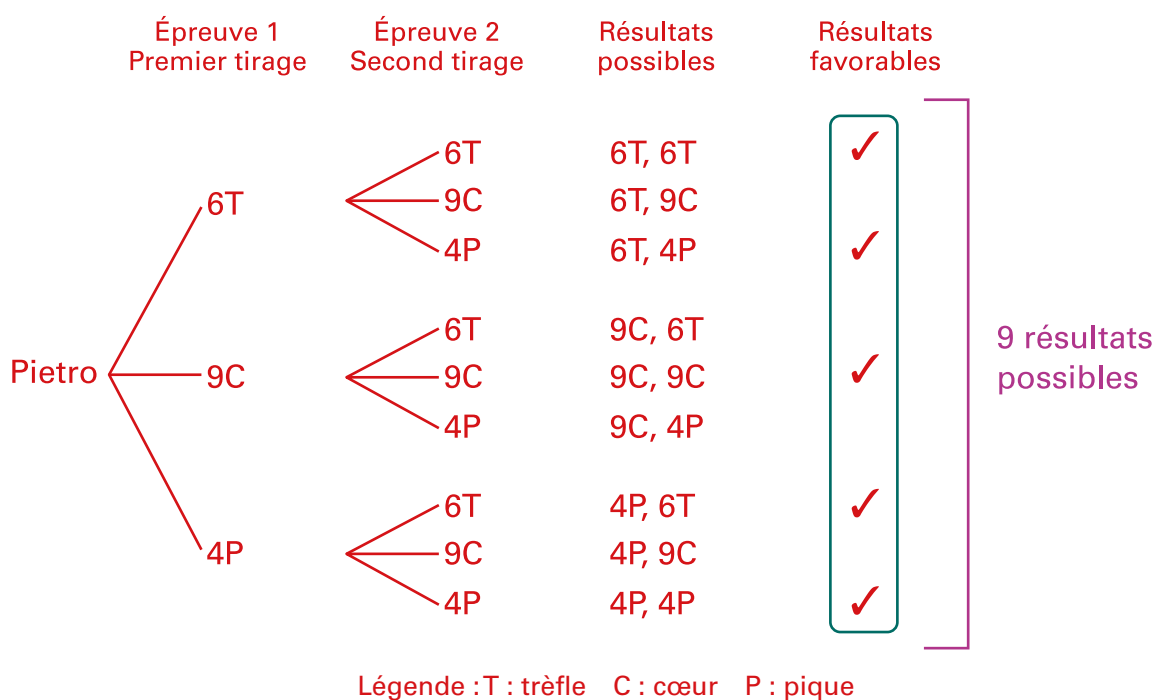 Épreuve 1 Épreuve 2 Résultats Résultats
Premier tirage Second tirage possibles favorables
6T 6T, 6T ✓
6T 9C 6T, 9C
4P 6T, 4P ✓
6T 9C, 6T
Pietro 9C 9C 9C, 9C ✓
4P 9C, 4P
9 résultats
possibles
6T 4P, 6T ✓
4P 9C 4P, 9C
4P 4P, 4P ✓
Légende : T : trèfle C : cœur P : pique